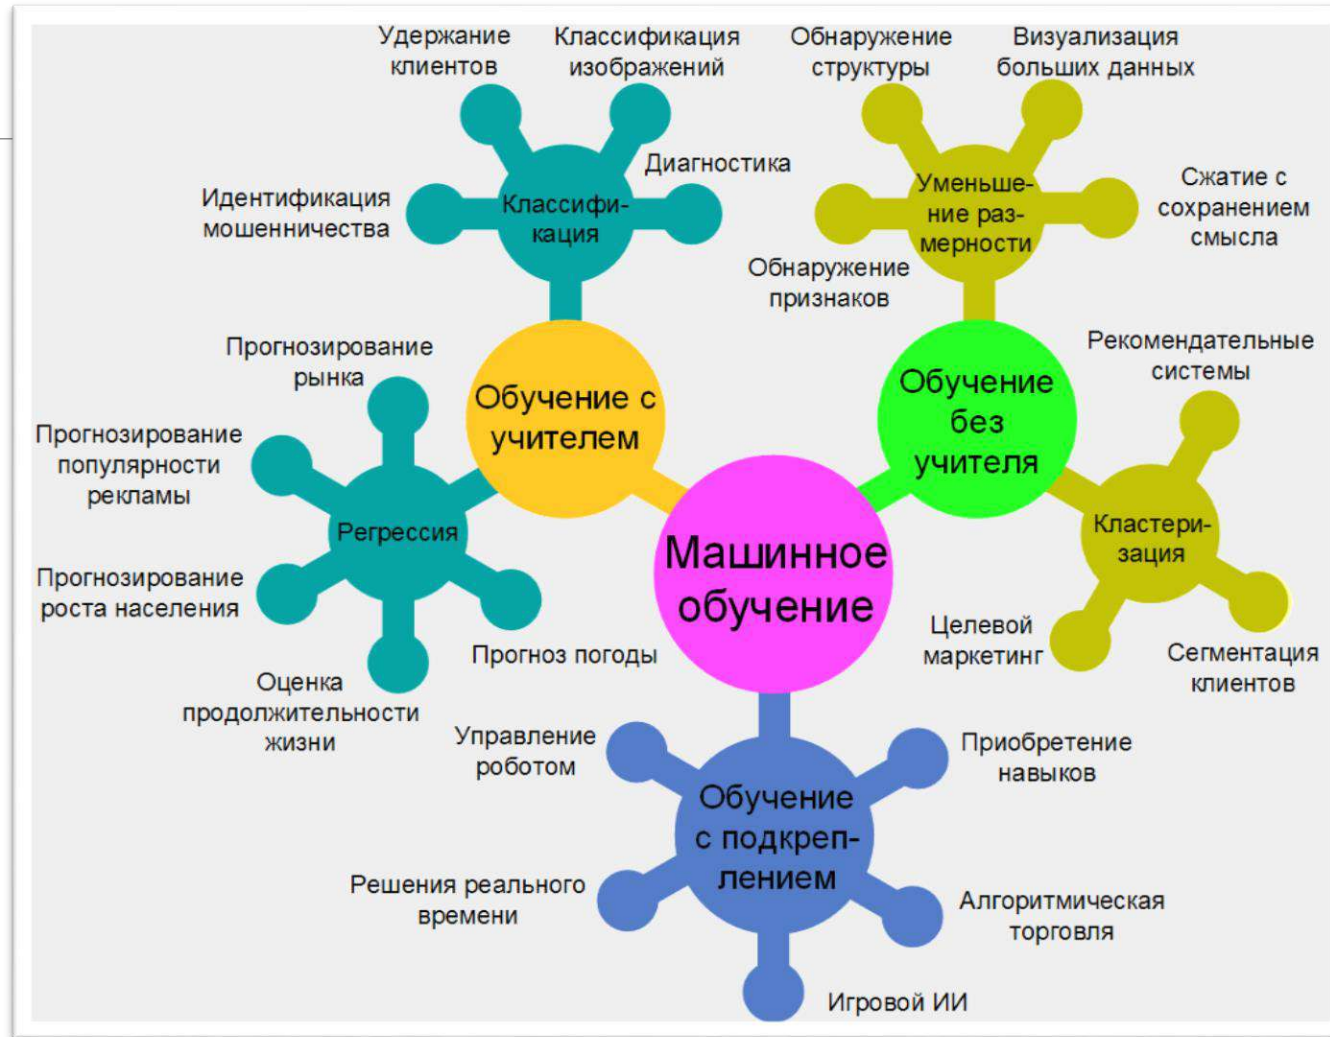 Удержание
клиентов
Классификация
изображений
Обнаружение
структуры
Визуализация
больших данных
Идентификация
мошенничества
Классифи-
кация
Диагностика
Уменьше-
ние раз-
мерности
Сжатие с
сохранением
смысла
Обнаружение
признаков
Прогнозирование
рынка
Обучение с
учителем
Обучение
без
учителя
Рекомендательные
системы
Прогнозирование
популярности
рекламы
Регрессия
Машинное
обучение
Кластери-
зация
Прогнозирование
роста населения
Прогноз погоды
Целевой
маркетинг
Сегментация
клиентов
Оценка
продолжительности
жизни
Управление
роботом
Приобретение
навыков
Обучение
с подкреп-
лением
Решения реального
времени
Алгоритмическая
торговля
Игровой ИИ